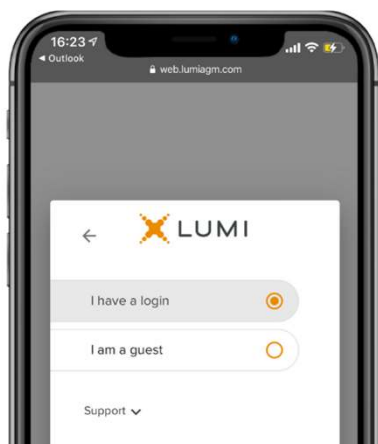 16:23
◄ Outlook
web.lumiagm.com
LUMI
I have a login
I am a guest
Support